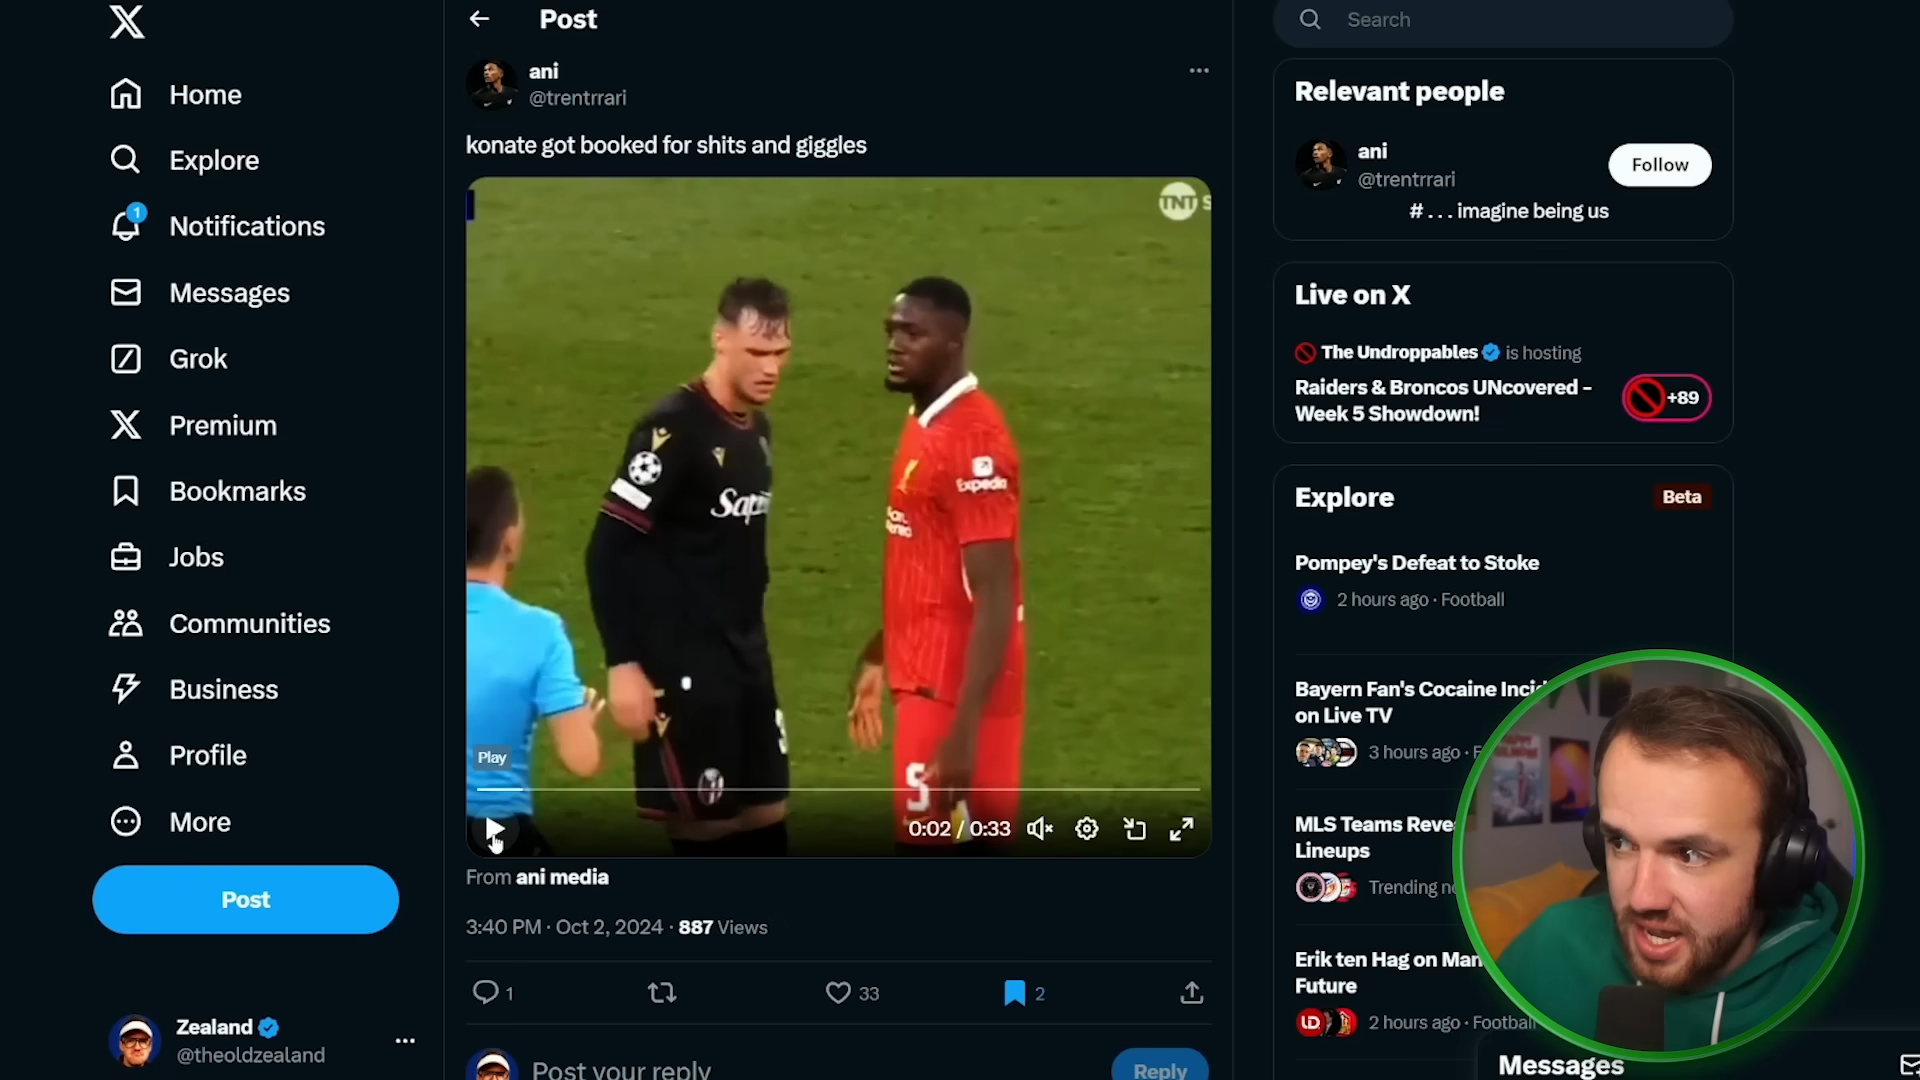 Home
Explore
1
Notifications
Messages
Grok
Premium
Bookmarks
Jobs
Communities
Business
Profile
More
Post
Zealand
@theoldzealand
Post
ani
@trentrrari
konate got booked for shits and giggles
TNT S
Expedia
5
Play
0:02 / 0:33
From ani media
3:40 PM · Oct 2, 2024 · 887 Views
1
33
2
Post your reply
Reply
Search
Relevant people
ani
@trentrrari
Follow
# . . . imagine being us
Live on X
The Undroppables is hosting
Raiders & Broncos UNcovered –
Week 5 Showdown!
+89
Explore
Beta
Pompey's Defeat to Stoke
2 hours ago · Football
Bayern Fan's Cocaine
on Live TV
3 hours ago ·
MLS Teams
Lineups
Trending
Erik ten Hag on
Future
2 hours ago · Football
Messages